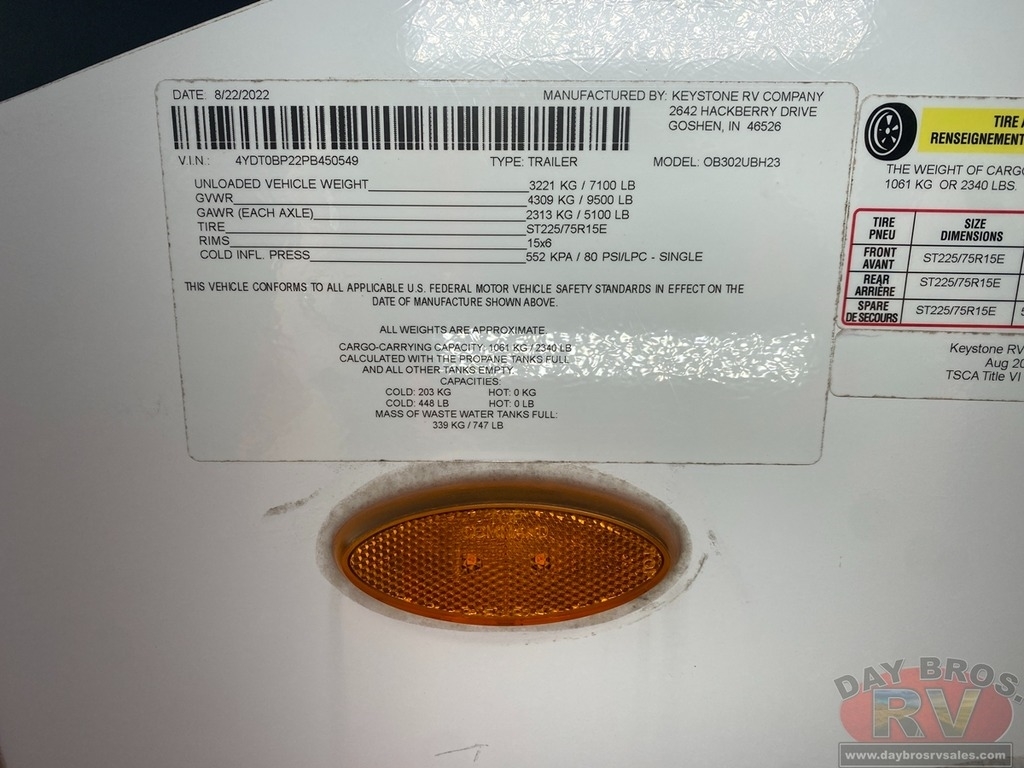 DATE: 8/22/2022
MANUFACTURED BY: KEYSTONE RV COMPANY
2642 HACKBERRY DRIVE
GOSHEN, IN 46526
V.I.N.: 4YDT0BP22PB450549 TYPE: TRAILER MODEL: OB302UBH23
UNLOADED VEHICLE WEIGHT 3221 KG / 7100 LB
GVWR 4309 KG / 9500 LB
GAWR (EACH AXLE) 2313 KG / 5100 LB
TIRE ST225/75R15E
RIMS 15x6
COLD INFL. PRESS 552 KPA / 80 PSI/LPC - SINGLE
THIS VEHICLE CONFORMS TO ALL APPLICABLE U.S. FEDERAL MOTOR VEHICLE SAFETY STANDARDS IN EFFECT ON THE
DATE OF MANUFACTURE SHOWN ABOVE.
ALL WEIGHTS ARE APPROXIMATE.
CARGO-CARRYING CAPACITY: 1061 KG / 2340 LB
CALCULATED WITH THE PROPANE TANKS FULL
AND ALL OTHER TANKS EMPTY.
CAPACITIES:
COLD: 203 KG HOT: 0 KG
COLD: 448 LB HOT: 0 LB
MASS OF WASTE WATER TANKS FULL:
339 KG / 747 LB
TIRE
RENSEIGNEMENT
THE WEIGHT OF CARG
1061 KG OR 2340 LBS.
TIRE SIZE
PNEU DIMENSIONS
FRONT ST225/75R15E
AVANT
REAR ST225/75R15E
ARRIÈRE
SPARE ST225/75R15E
DE SECOURS
Keystone RV
Aug 20
TSCA Title VI
DAY BROS.
RV
www.daybrosrvsales.com